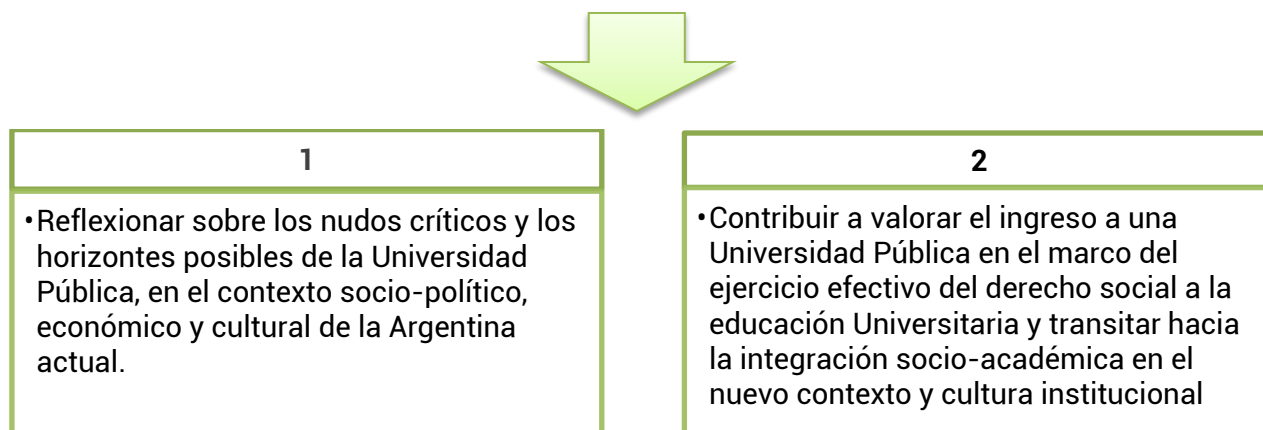 1
•Reflexionar sobre los nudos críticos y los
horizontes posibles de la Universidad
Pública, en el contexto socio-político,
económico y cultural de la Argentina
actual.
2
•Contribuir a valorar el ingreso a una
Universidad Pública en el marco del
ejercicio efectivo del derecho social a la
educación Universitaria y transitar hacia
la integración socio-académica en el
nuevo contexto y cultura institucional